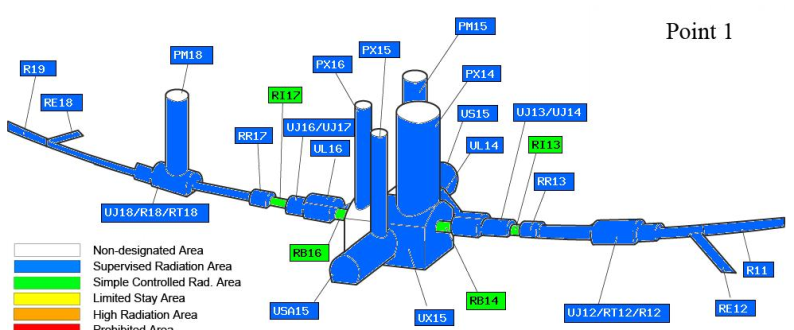 Point 1
PM15
PX15
PM18
PX16
R19
PX14
RI17
RE18
US15
UJ13/UJ14
UJ16/UJ17
RR17
UL14
RI13
UL16
RR13
UJ18/R18/RT18
RB16
Non-designated Area
Supervised Radiation Area
R11
Simple Controlled Rad. Area
Limited Stay Area
RB14
RE12
USA15
UX15
UJ12/RT12/R12
High Radiation Area
Prohibited Area